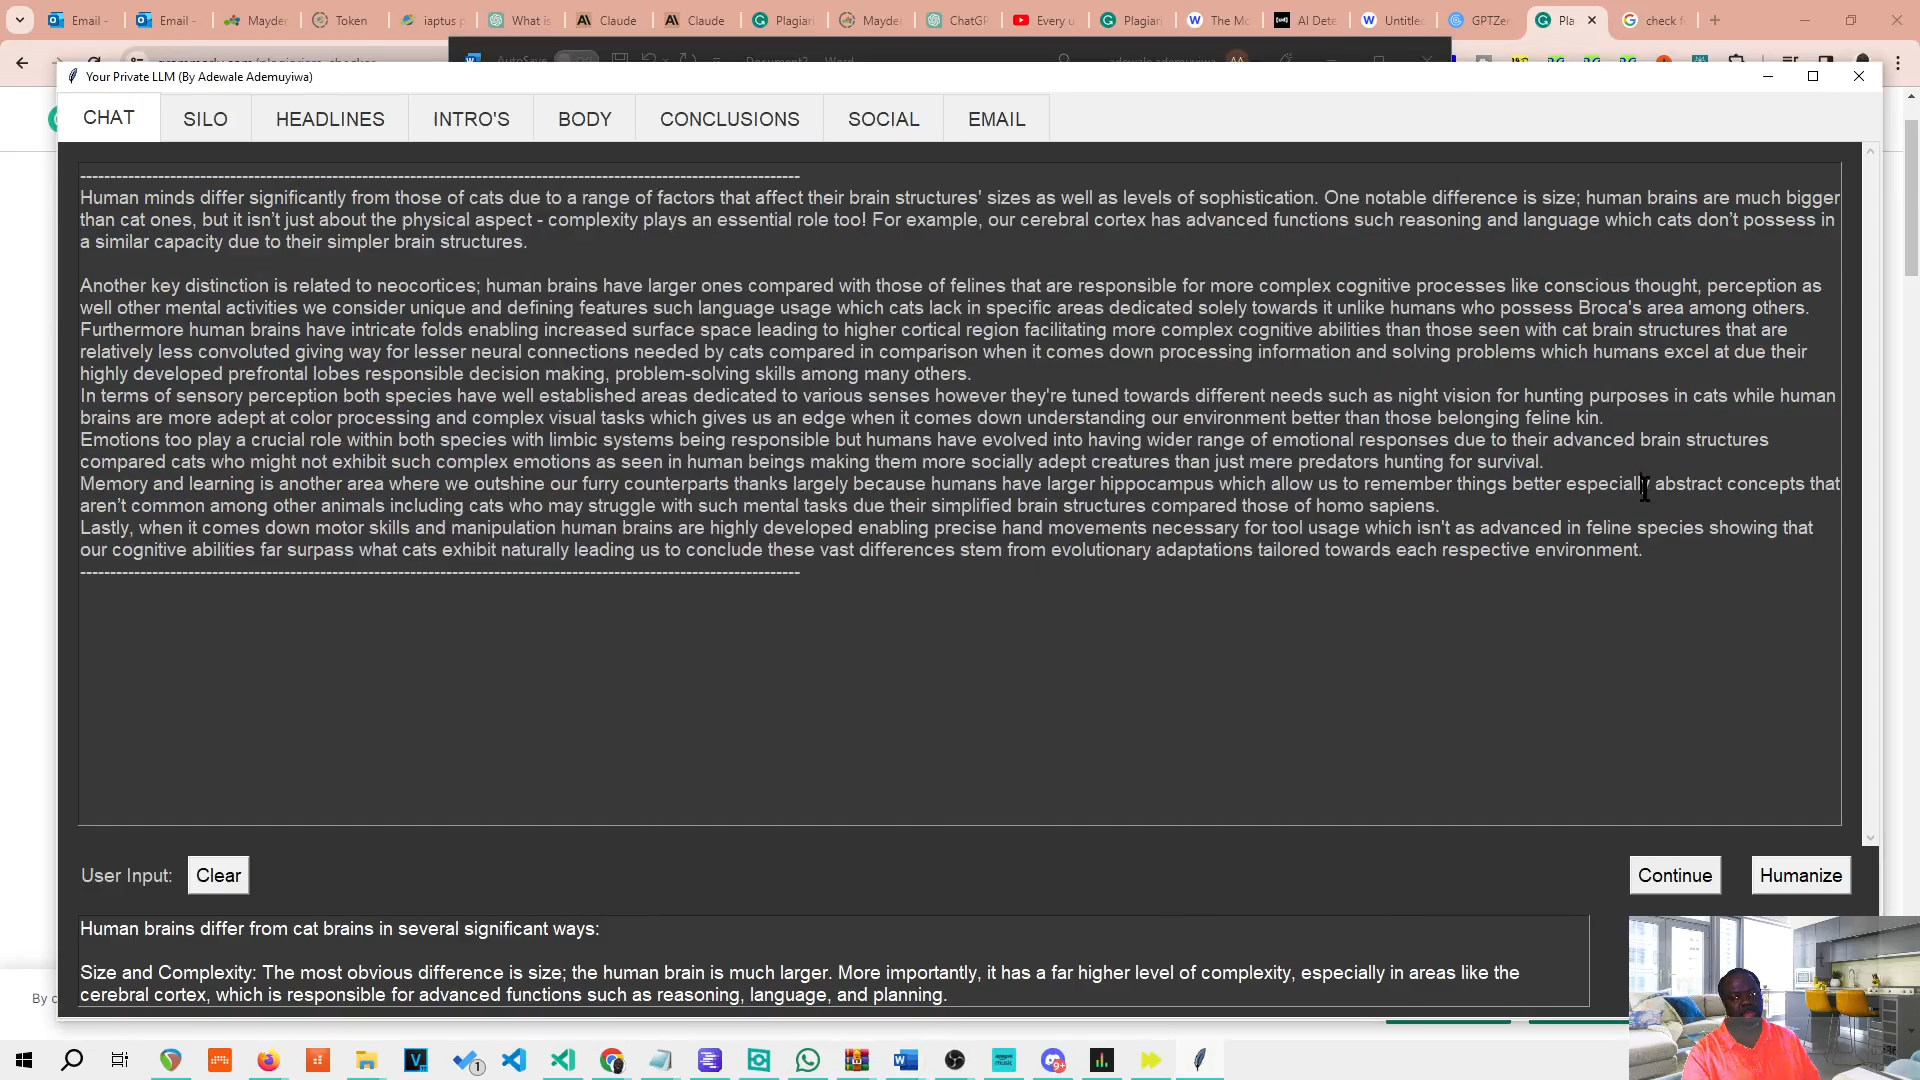 Email -
Email -
Mayde
Token
iaptus p
What is
Claude
Claude
Plagiar
Mayde
ChatGP
Every u
Plagiar
The Mo
AI Dete
Untitle
GPTZer
Pla
check f
Your Private LLM (By Adewale Ademuyiwa)
CHAT
SILO
HEADLINES
INTRO'S
BODY
CONCLUSIONS
SOCIAL
EMAIL
Human minds differ significantly from those of cats due to a range of factors that affect their brain structures' sizes as well as levels of sophistication. One notable difference is size; human brains are much bigger
than cat ones, but it isn’t just about the physical aspect - complexity plays an essential role too! For example, our cerebral cortex has advanced functions such reasoning and language which cats don’t possess in
a similar capacity due to their simpler brain structures.
Another key distinction is related to neocortices; human brains have larger ones compared with those of felines that are responsible for more complex cognitive processes like conscious thought, perception as
well other mental activities we consider unique and defining features such language usage which cats lack in specific areas dedicated solely towards it unlike humans who possess Broca's area among others.
Furthermore human brains have intricate folds enabling increased surface space leading to higher cortical region facilitating more complex cognitive abilities than those seen with cat brain structures that are
relatively less convoluted giving way for lesser neural connections needed by cats compared in comparison when it comes down processing information and solving problems which humans excel at due their
highly developed prefrontal lobes responsible decision making, problem-solving skills among many others.
In terms of sensory perception both species have well established areas dedicated to various senses however they're tuned towards different needs such as night vision for hunting purposes in cats while human
brains are more adept at color processing and complex visual tasks which gives us an edge when it comes down understanding our environment better than those belonging feline kin.
Emotions too play a crucial role within both species with limbic systems being responsible but humans have evolved into having wider range of emotional responses due to their advanced brain structures
compared cats who might not exhibit such complex emotions as seen in human beings making them more socially adept creatures than just mere predators hunting for survival.
Memory and learning is another area where we outshine our furry counterparts thanks largely because humans have larger hippocampus which allow us to remember things better especially abstract concepts that
aren’t common among other animals including cats who may struggle with such mental tasks due their simplified brain structures compared those of homo sapiens.
Lastly, when it comes down motor skills and manipulation human brains are highly developed enabling precise hand movements necessary for tool usage which isn't as advanced in feline species showing that
our cognitive abilities far surpass what cats exhibit naturally leading us to conclude these vast differences stem from evolutionary adaptations tailored towards each respective environment.
User Input:
Clear
Continue
Humanize
Human brains differ from cat brains in several significant ways:
Size and Complexity: The most obvious difference is size; the human brain is much larger. More importantly, it has a far higher level of complexity, especially in areas like the
cerebral cortex, which is responsible for advanced functions such as reasoning, language, and planning.
By c